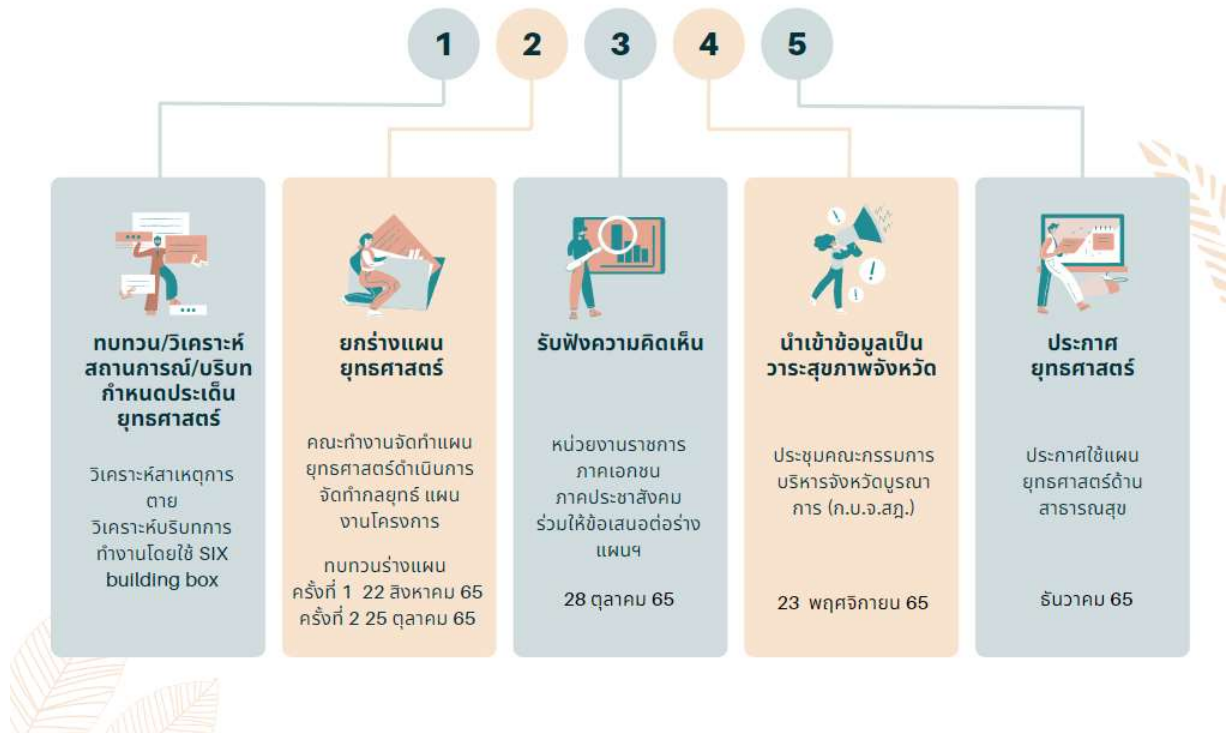 1
2
3
4
5
ทบทวน/วิเคราะห์
สถานการณ์/บริบท
กำหนดประเด็น
ยุทธศาสตร์
วิเคราะห์สาเหตุการ
ตาย
วิเคราะห์บริบทการ
ทำงานโดยใช้ SIX
building box
ยกร่างแผน
ยุทธศาสตร์
คณะทำงานจัดทำแผน
ยุทธศาสตร์ดำเนินการ
จัดทำกลยุทธ์ แผน
งานโครงการ
ทบทวนร่างแผน
ครั้งที่ 1 22 สิงหาคม 65
ครั้งที่ 2 25 ตุลาคม 65
รับฟังความคิดเห็น
หน่วยงานราชการ
ภาคเอกชน
ภาคประชาสังคม
ร่วมให้ข้อเสนอต่อร่าง
แผนฯ
28 ตุลาคม 65
นำเข้าข้อมูลเป็น
วาระสุขภาพจังหวัด
ประชุมคณะกรรมการ
บริหารจังหวัดบูรณา
การ (ก.บ.จ.สฎ.)
23 พฤศจิกายน 65
ประกาศ
ยุทธศาสตร์
ประกาศใช้แผน
ยุทธศาสตร์ด้าน
สาธารณสุข
ธันวาคม 65